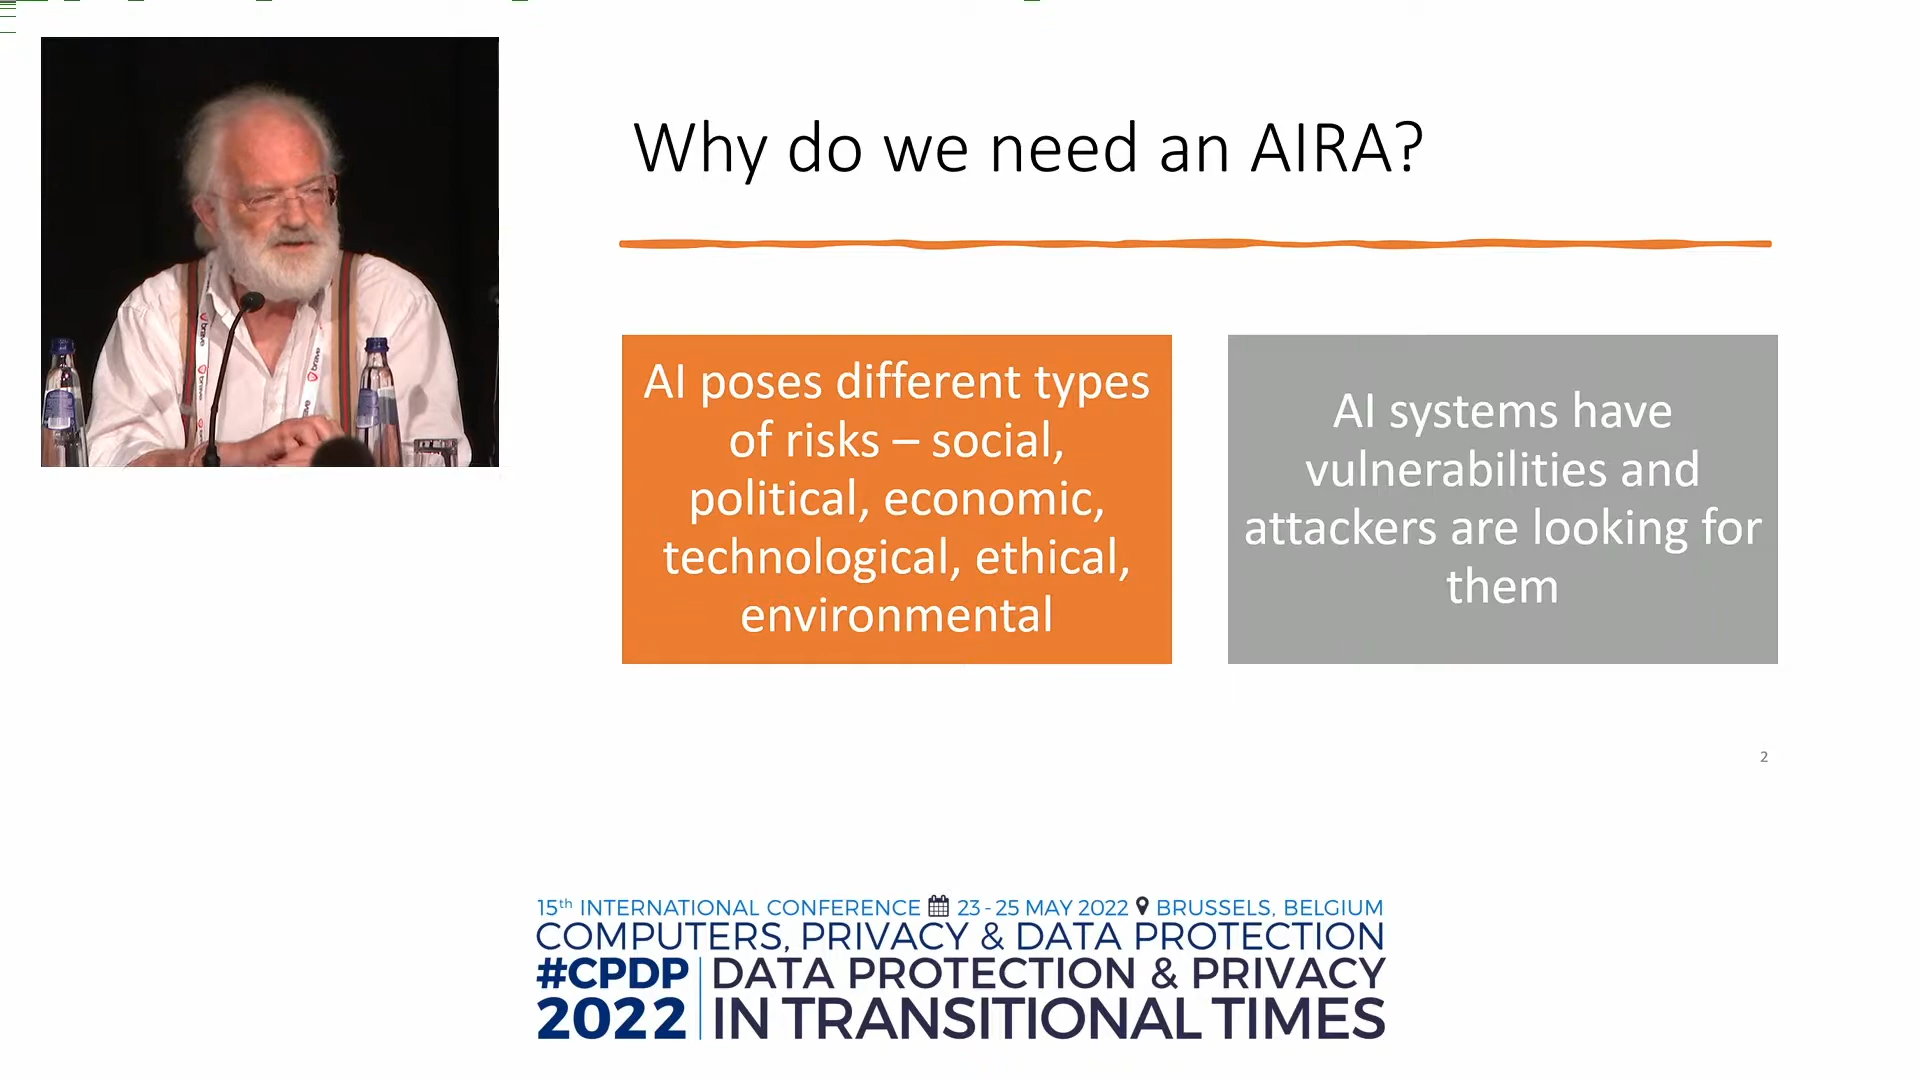 Why do we need an AIRA?
AI poses different types
of risks – social,
political, economic,
technological, ethical,
environmental
AI systems have
vulnerabilities and
attackers are looking for
them
2
brave
brave
15th INTERNATIONAL CONFERENCE 23-25 MAY 2022 BRUSSELS, BELGIUM
COMPUTERS, PRIVACY & DATA PROTECTION
#CPDP DATA PROTECTION & PRIVACY
2022 IN TRANSITIONAL TIMES